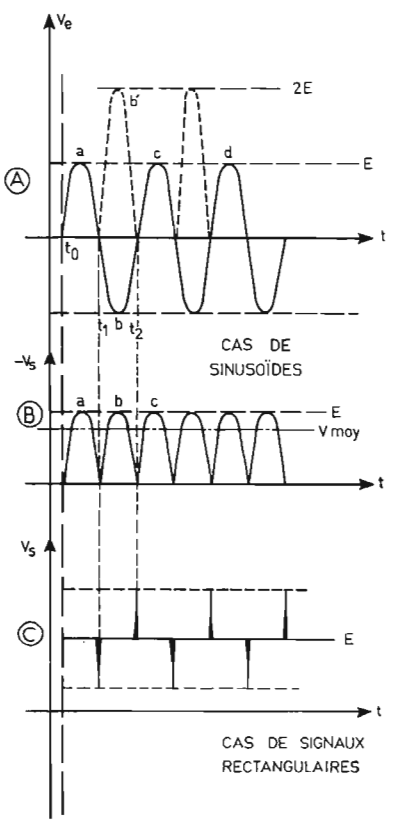 Ve
b'
2E
a
c
d
E
A
t
t0
t1
b
t2
CAS DE
SINUSOÏDES
-Vs
a
b
c
E
B
V moy
t
Vs
C
E
t
CAS DE SIGNAUX
RECTANGULAIRES